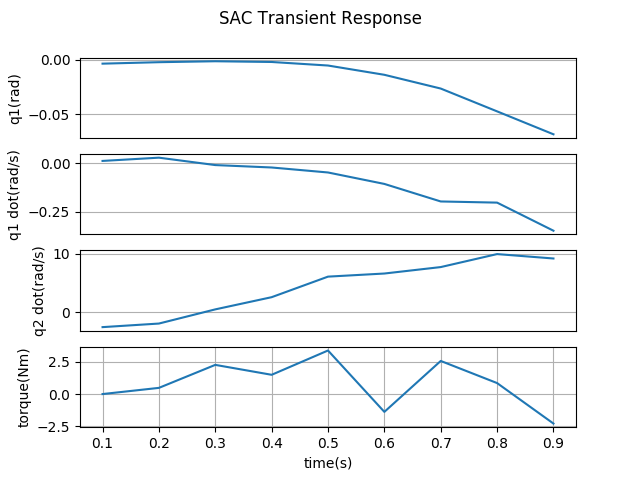 SAC Transient Response
q1(rad)
0.00
−0.05
q1 dot(rad/s)
0.00
−0.25
q2 dot(rad/s)
10
0
torque(Nm)
2.5
0.0
−2.5
0.1 0.2 0.3 0.4 0.5 0.6 0.7 0.8 0.9
time(s)